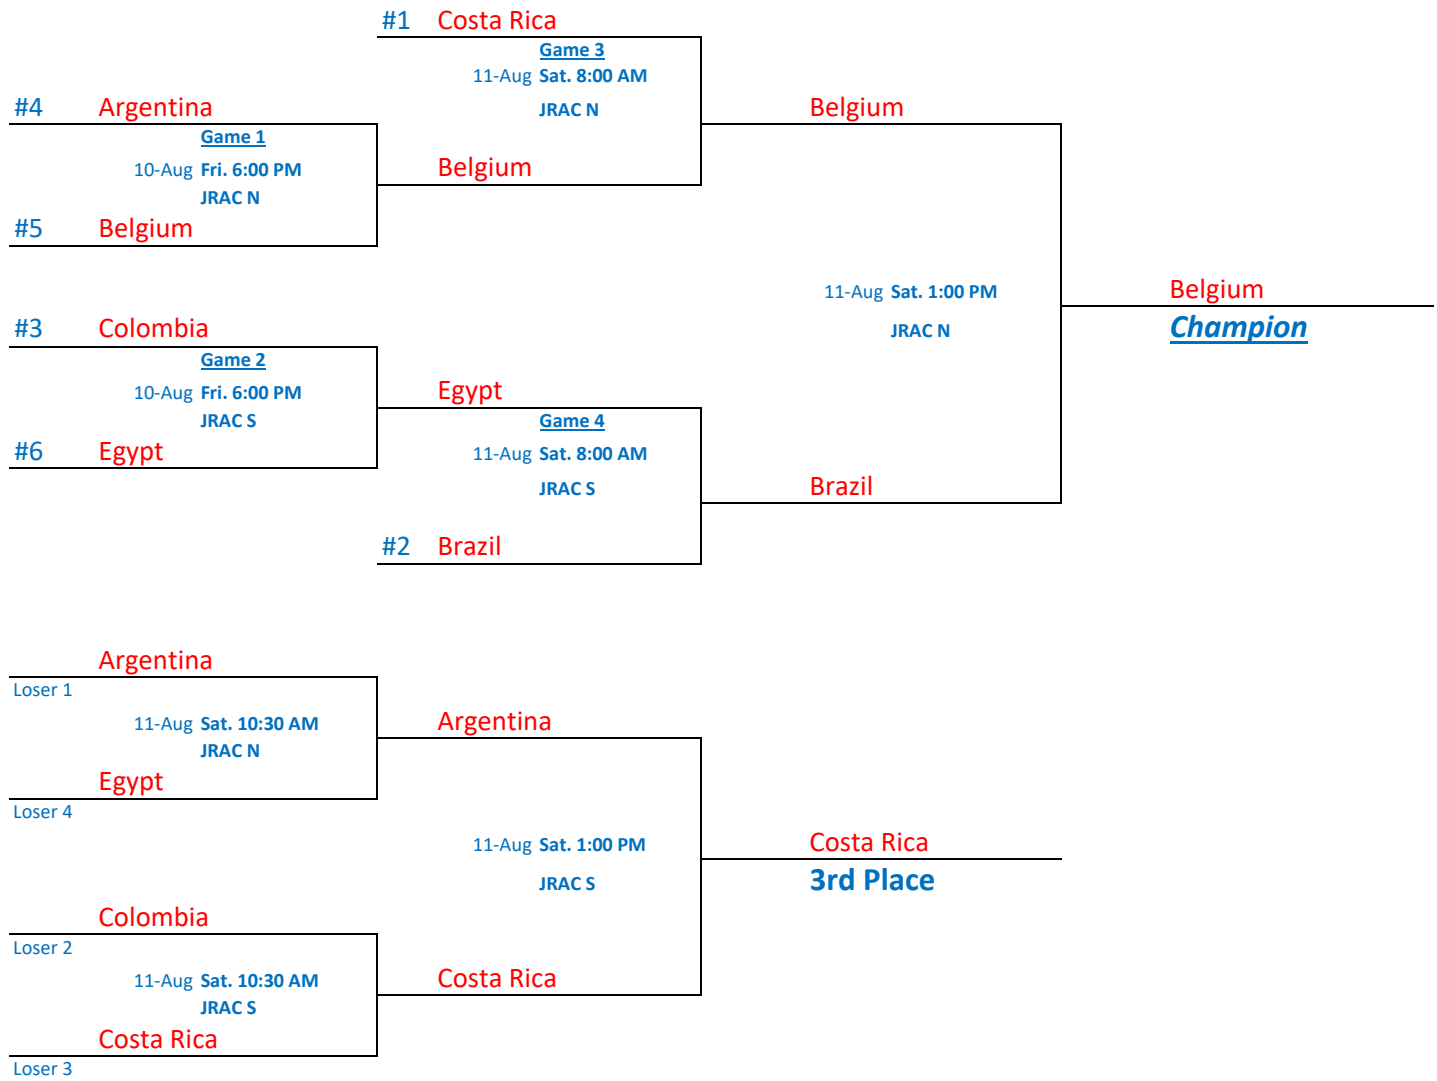 #1 Costa Rica
Game 3
11-Aug Sat. 8:00 AM
JRAC N
#4 Argentina
Game 1
10-Aug Fri. 6:00 PM
JRAC N
#5 Belgium
Belgium
Belgium
#3 Colombia
Game 2
10-Aug Fri. 6:00 PM
JRAC S
#6 Egypt
Egypt
Game 4
11-Aug Sat. 8:00 AM
JRAC S
#2 Brazil
Brazil
11-Aug Sat. 1:00 PM
JRAC N
Belgium
Champion
Argentina
Loser 1
11-Aug Sat. 10:30 AM
JRAC N
Egypt
Loser 4
Argentina
11-Aug Sat. 1:00 PM
JRAC S
Colombia
Loser 2
11-Aug Sat. 10:30 AM
JRAC S
Costa Rica
Loser 3
Costa Rica
Costa Rica
3rd Place